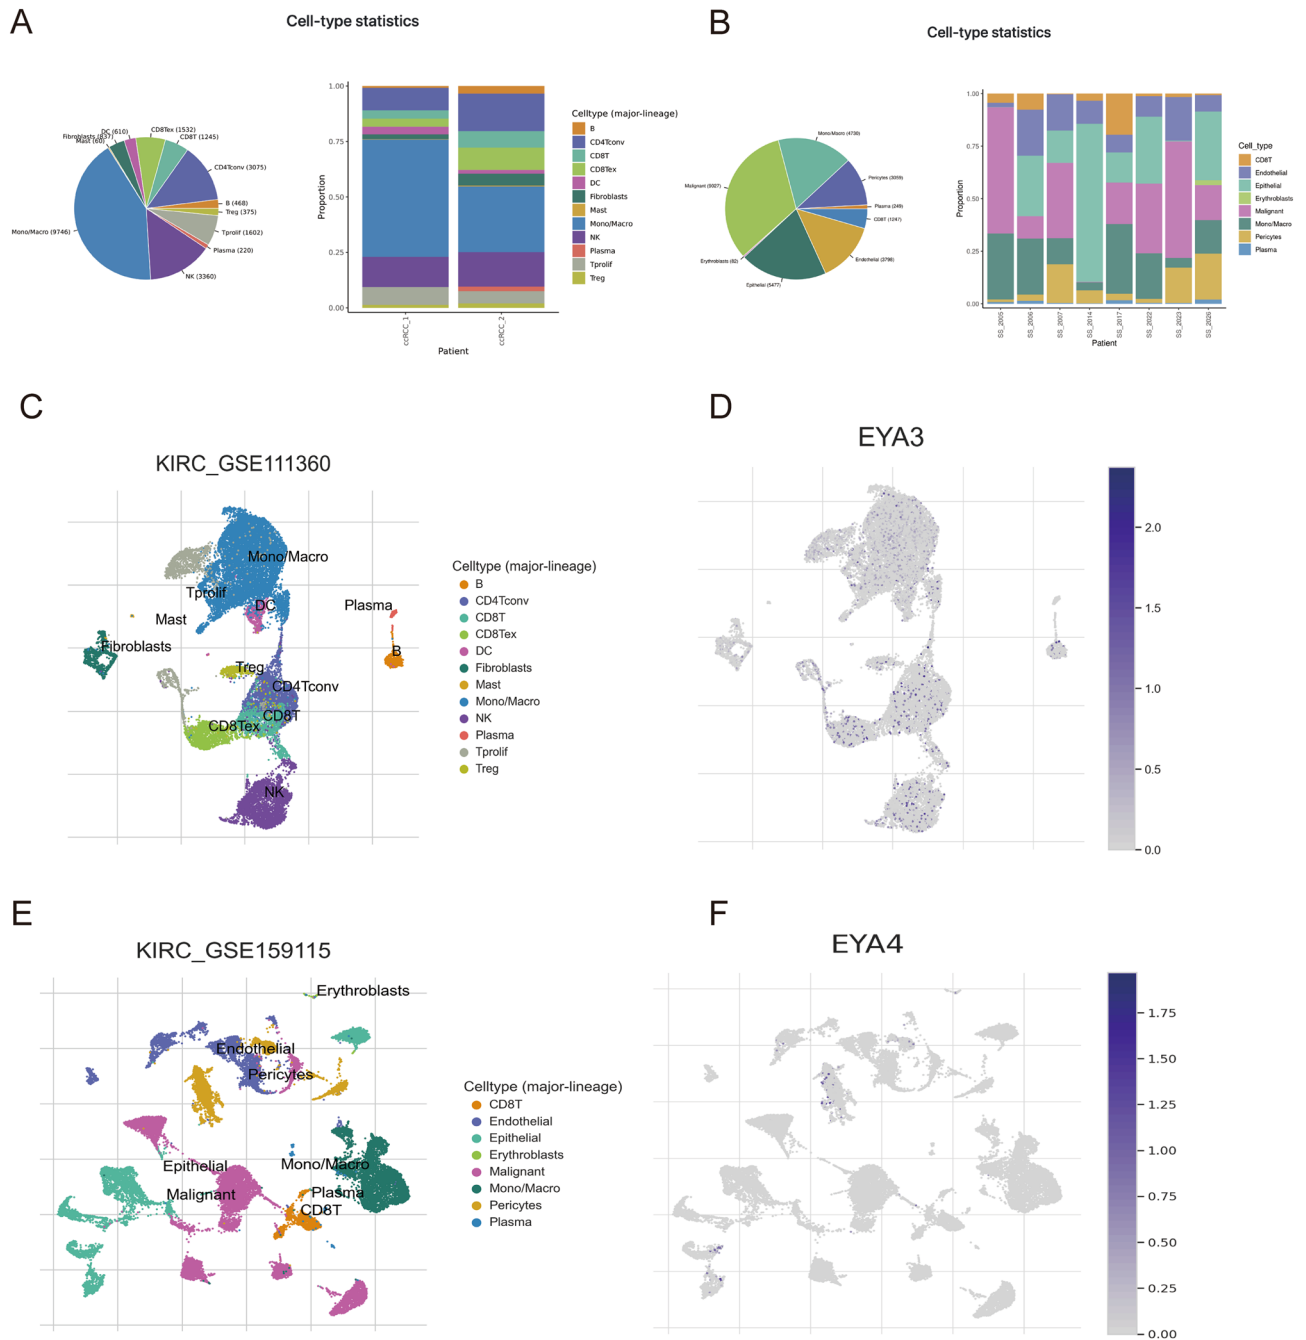 A
Cell-type statistics
Fibroblasts (837)
Mast (60)
DC (610)
CD8Tex (1532)
CD8T (1245)
CD4Tconv (3075)
B (468)
Treg (375)
Tprolif (1602)
Plasma (220)
NK (3360)
Mono/Macro (9746)
Proportion
1.00
0.75
0.50
0.25
0.00
ccRCC_1
ccRCC_2
Patient
Celltype (major-lineage)
B
CD4Tconv
CD8T
CD8Tex
DC
Fibroblasts
Mast
Mono/Macro
NK
Plasma
Tprolif
Treg
B
Cell-type statistics
Mono/Macro (4730)
Pericytes (3059)
Plasma (249)
CD8T (1247)
Endothelial (3796)
Epithelial (5477)
Erythroblasts (82)
Proportion
1.00
0.75
0.50
0.25
0.00
SS_2005
SS_2006
SS_2007
SS_2014
SS_2017
SS_2022
SS_2023
SS_2026
Patient
Cell_type
CD8T
Endothelial
Epithelial
Erythroblasts
Malignant
Mono/Macro
Pericytes
Plasma
C
KIRC_GSE111360
Mono/Macro
Tprolif
DC
Mast
Plasma
Fibroblasts
B
Treg
CD4Tconv
CD8T
CD8Tex
NK
Celltype (major-lineage)
B
CD4Tconv
CD8T
CD8Tex
DC
Fibroblasts
Mast
Mono/Macro
NK
Plasma
Tprolif
Treg
D
EYA3
2.0
1.5
1.0
0.5
0.0
E
KIRC_GSE159115
Erythroblasts
Endothelial
Pericytes
Epithelial
Mono/Macro
Malignant
Plasma
CD8T
Celltype (major-lineage)
CD8T
Endothelial
Epithelial
Erythroblasts
Malignant
Mono/Macro
Pericytes
Plasma
F
EYA4
1.75
1.50
1.25
1.00
0.75
0.50
0.25
0.00